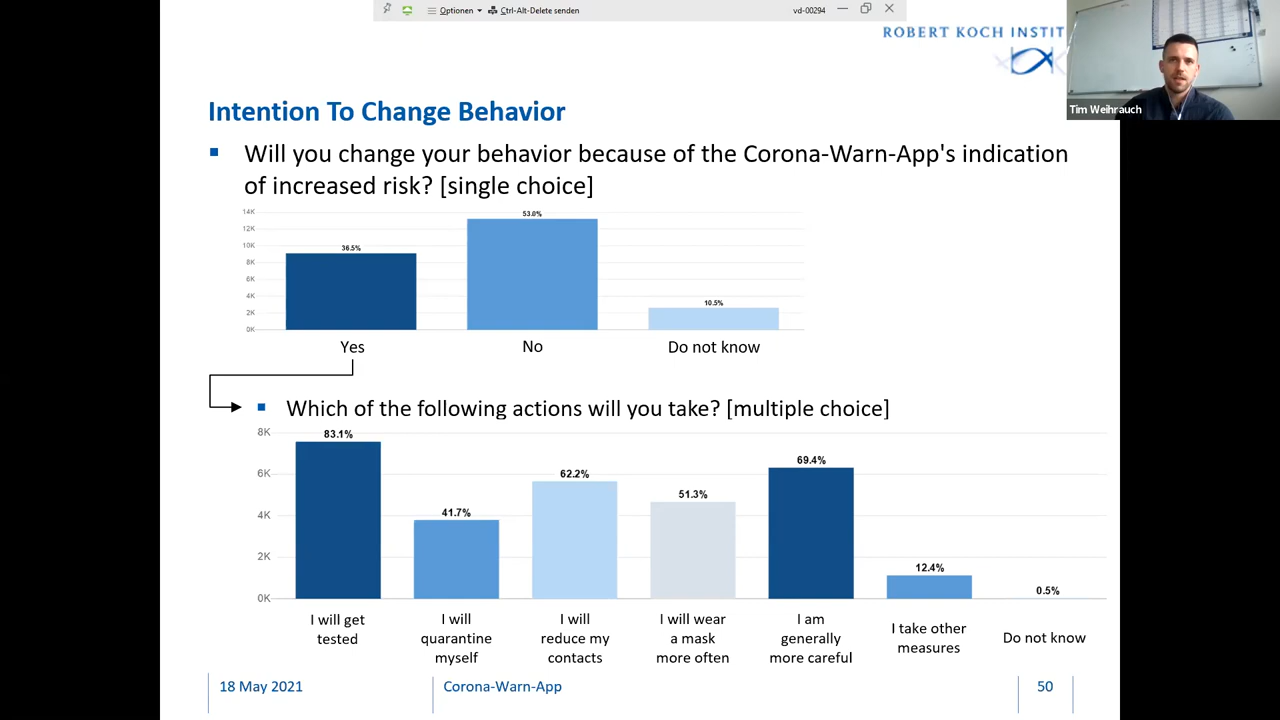 Optionen
Ctrl-Alt-Delete senden
vd-00294
ROBERT KOCH INSTIT
Tim Weihrauch
Intention To Change Behavior
Will you change your behavior because of the Corona-Warn-App's indication
of increased risk? [single choice]
14K
12K
10K
8K
6K
4K
2K
0K
36.5%
53.0%
10.5%
Yes
No
Do not know
Which of the following actions will you take? [multiple choice]
8K
6K
4K
2K
0K
83.1%
41.7%
62.2%
51.3%
69.4%
12.4%
0.5%
I will get
tested
I will
quarantine
myself
I will
reduce my
contacts
I will wear
a mask
more often
I am
generally
more careful
I take other
measures
Do not know
18 May 2021
Corona-Warn-App
50